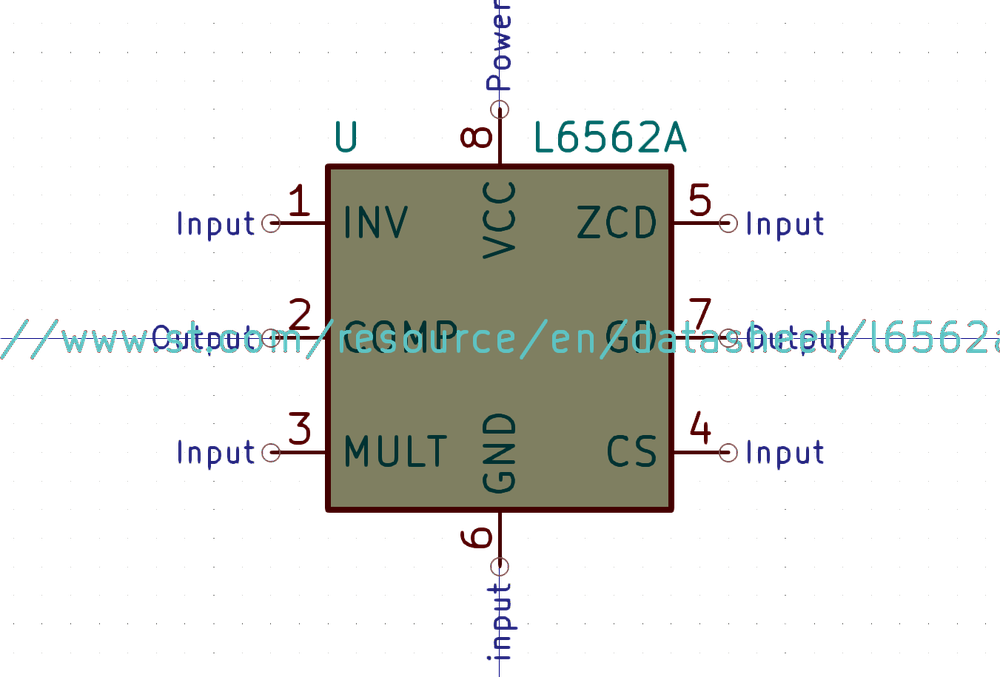 Power
U
8
L6562A
VCC
1
5
Input
INV
ZCD
Input
2
7
Output
COMP
GD
Output
//www.st.com/resource/en/datasheet/l6562a
3
4
Input
MULT
GND
CS
Input
6
input